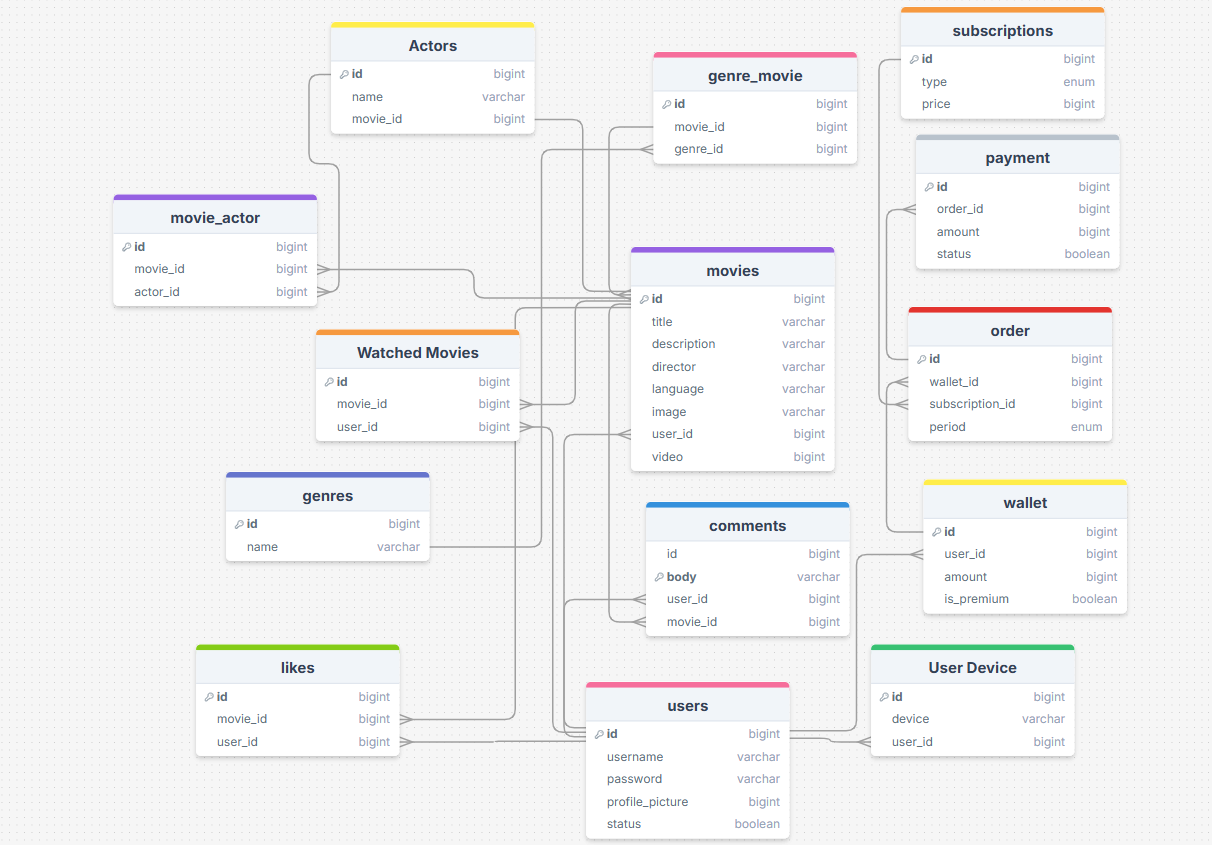 Actors
id bigint
name varchar
movie_id bigint
genre_movie
id bigint
movie_id bigint
genre_id bigint
subscriptions
id bigint
type enum
price bigint
payment
id bigint
order_id bigint
amount bigint
status boolean
movie_actor
id bigint
movie_id bigint
actor_id bigint
movies
id bigint
title varchar
description varchar
director varchar
language varchar
image varchar
user_id bigint
video bigint
order
id bigint
wallet_id bigint
subscription_id bigint
period enum
Watched Movies
id bigint
movie_id bigint
user_id bigint
genres
id bigint
name varchar
comments
id bigint
body varchar
user_id bigint
movie_id bigint
wallet
id bigint
user_id bigint
amount bigint
is_premium boolean
likes
id bigint
movie_id bigint
user_id bigint
users
id bigint
username varchar
password varchar
profile_picture bigint
status boolean
User Device
id bigint
device varchar
user_id bigint